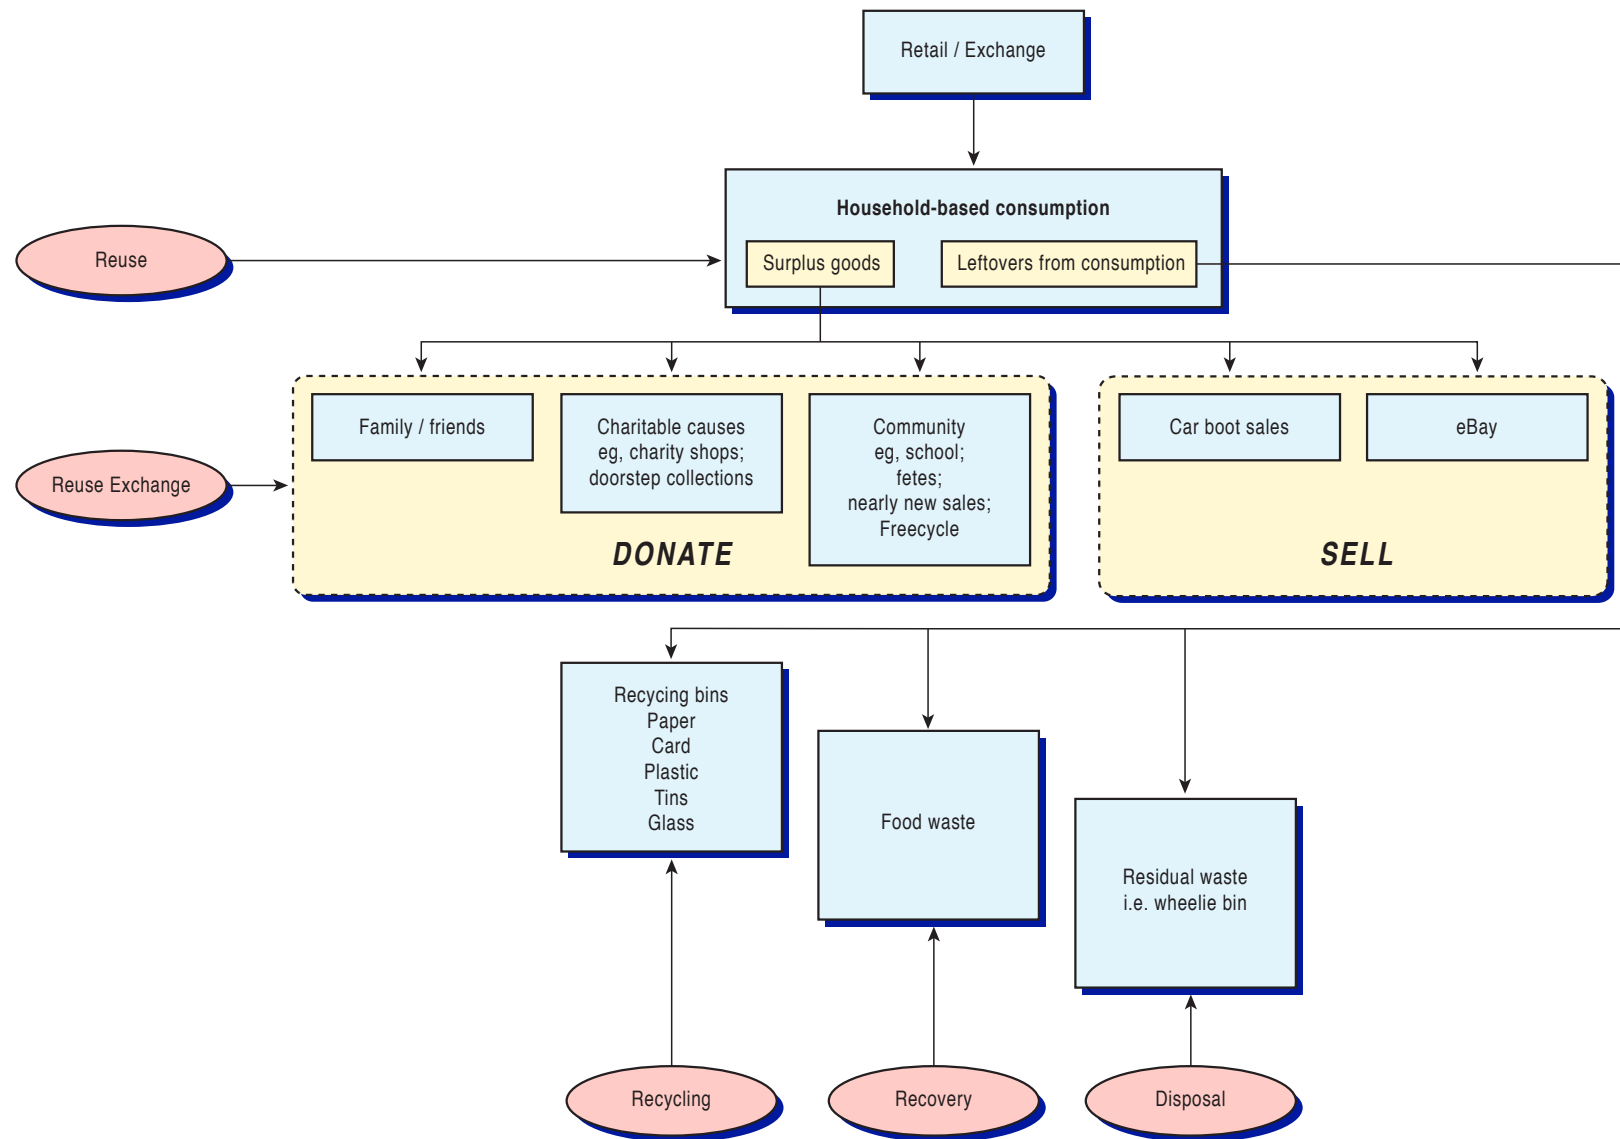 Retail / Exchange
Household-based consumption
Reuse
Surplus goods
Leftovers from consumption
Family / friends
Charitable causes
eg, charity shops;
doorstep collections
Community
eg, school;
fetes;
nearly new sales;
Freecycle
Car boot sales
eBay
Reuse Exchange
DONATE
SELL
Recycing bins
Paper
Card
Plastic
Tins
Glass
Food waste
Residual waste
i.e. wheelie bin
Recycling
Recovery
Disposal